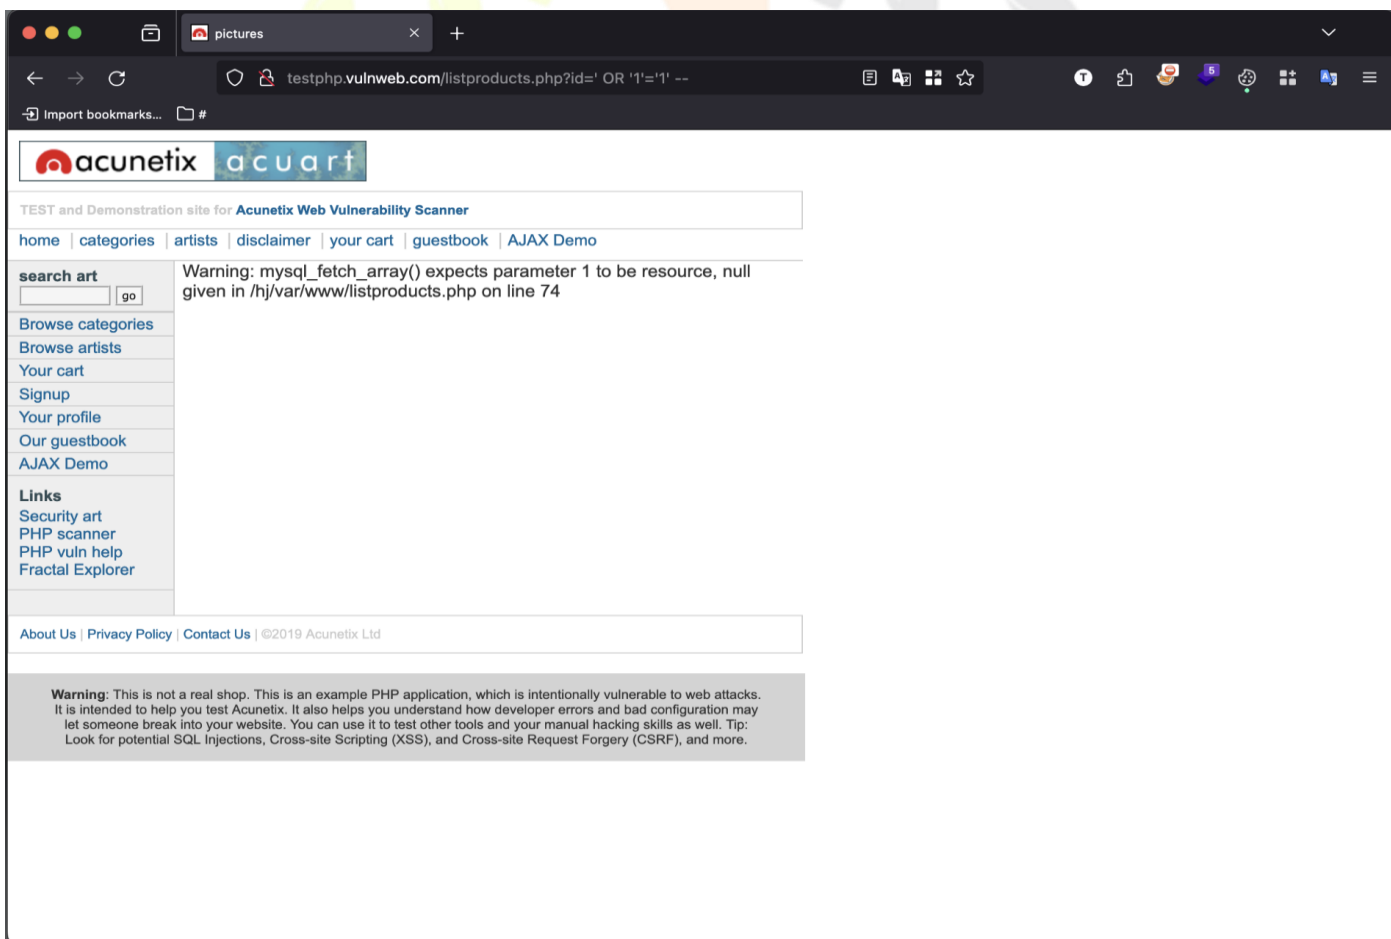 pictures
testphp.vulnweb.com/listproducts.php?id=' OR '1'='1' --
T
5
Import bookmarks...
#
acunetix acuart
TEST and Demonstration site for Acunetix Web Vulnerability Scanner
home | categories | artists | disclaimer | your cart | guestbook | AJAX Demo
search art
go
Browse categories
Browse artists
Your cart
Signup
Your profile
Our guestbook
AJAX Demo
Links
Security art
PHP scanner
PHP vuln help
Fractal Explorer
Warning: mysql_fetch_array() expects parameter 1 to be resource, null
given in /hj/var/www/listproducts.php on line 74
About Us | Privacy Policy | Contact Us | ©2019 Acunetix Ltd
Warning: This is not a real shop. This is an example PHP application, which is intentionally vulnerable to web attacks.
It is intended to help you test Acunetix. It also helps you understand how developer errors and bad configuration may
let someone break into your website. You can use it to test other tools and your manual hacking skills as well. Tip:
Look for potential SQL Injections, Cross-site Scripting (XSS), and Cross-site Request Forgery (CSRF), and more.